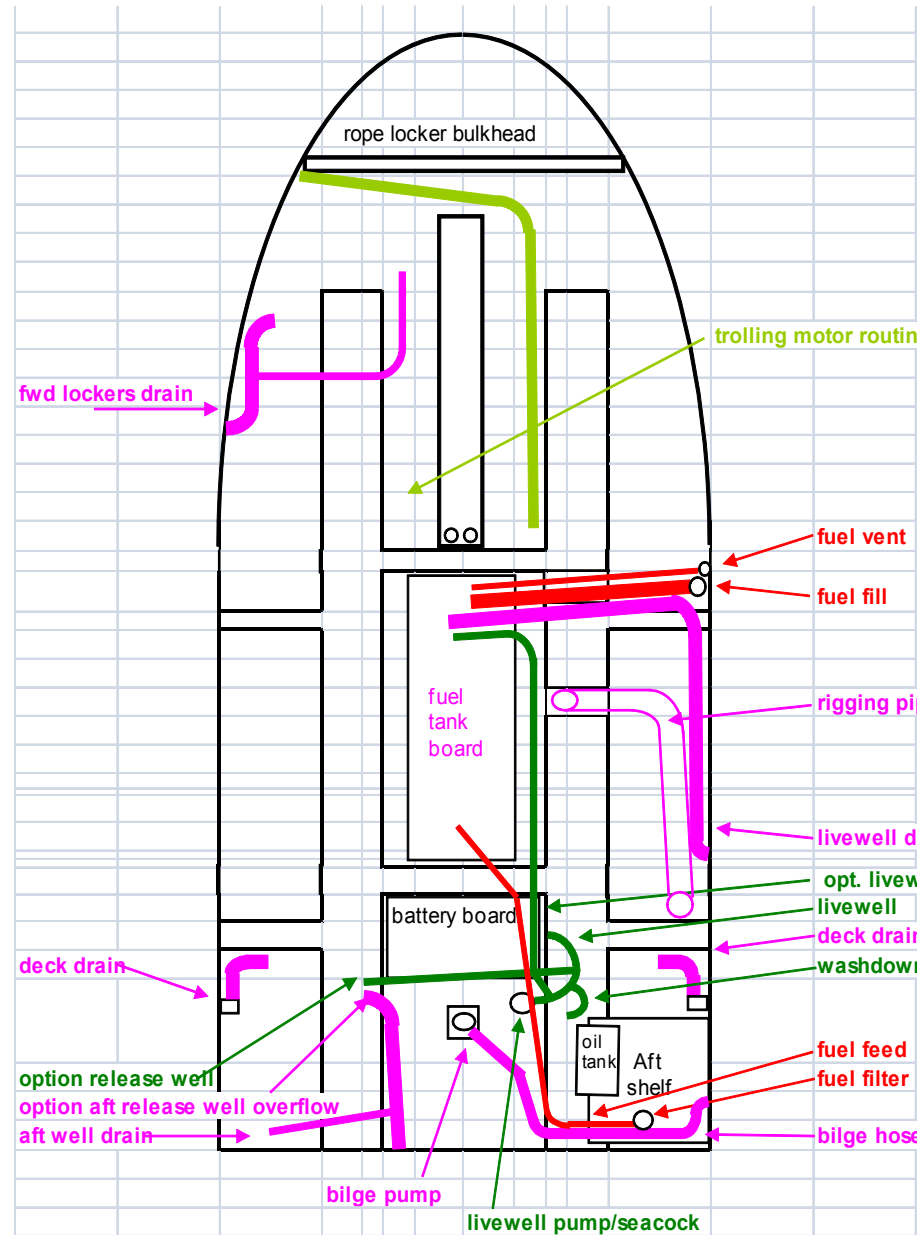 rope locker bulkhead
trolling motor routin
fwd lockers drain
fuel vent
fuel fill
fuel
tank
board
rigging pi
livewell d
opt. livew
livewell
battery board
deck drain
deck drain
washdown
oil
tank
Aft
shelf
fuel feed
fuel filter
option release well
option aft release well overflow
aft well drain
bilge hose
bilge pump
livewell pump/seacock